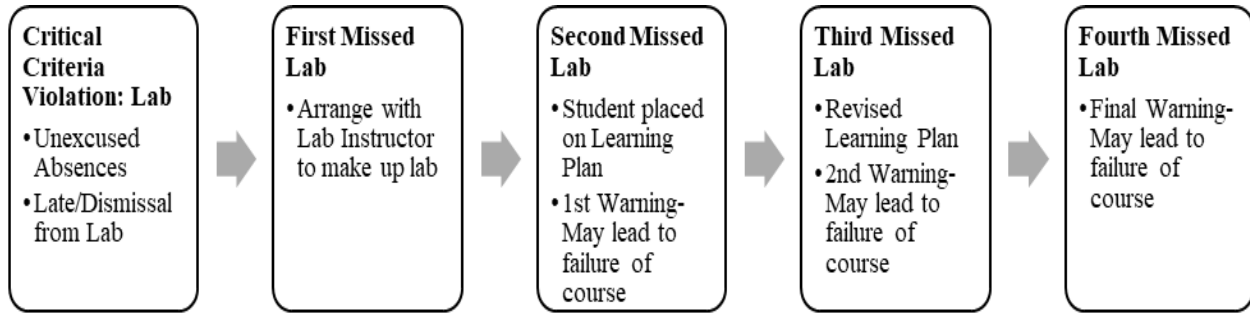 Critical
Criteria
Violation: Lab
•Unexcused
Absences
•Late/Dismissal
from Lab
First Missed
Lab
•Arrange with
Lab Instructor
to make up lab
Second Missed
Lab
•Student placed
on Learning
Plan
•1st Warning-
May lead to
failure of
course
Third Missed
Lab
•Revised
Learning Plan
•2nd Warning-
May lead to
failure of
course
Fourth Missed
Lab
•Final Warning-
May lead to
failure of
course